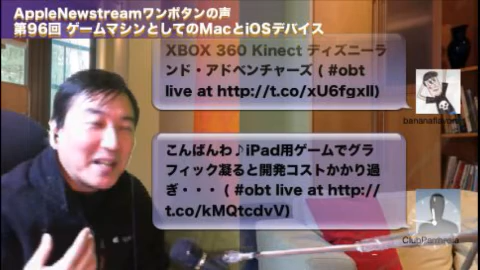 AppleNewstreamワンボタンの声
第96回 ゲームマシンとしてのMacとiOSデバイス
XBOX 360 Kinect ディズニーラ
ンド・アドベンチャーズ ( #obt
live at http://t.co/xU6fgxll)
こんばんわ♪iPad用ゲームでグラ
フィック凝ると開発コストかかり過
ぎ・・・ ( #obt live at http://
t.co/kMQtcdvV)